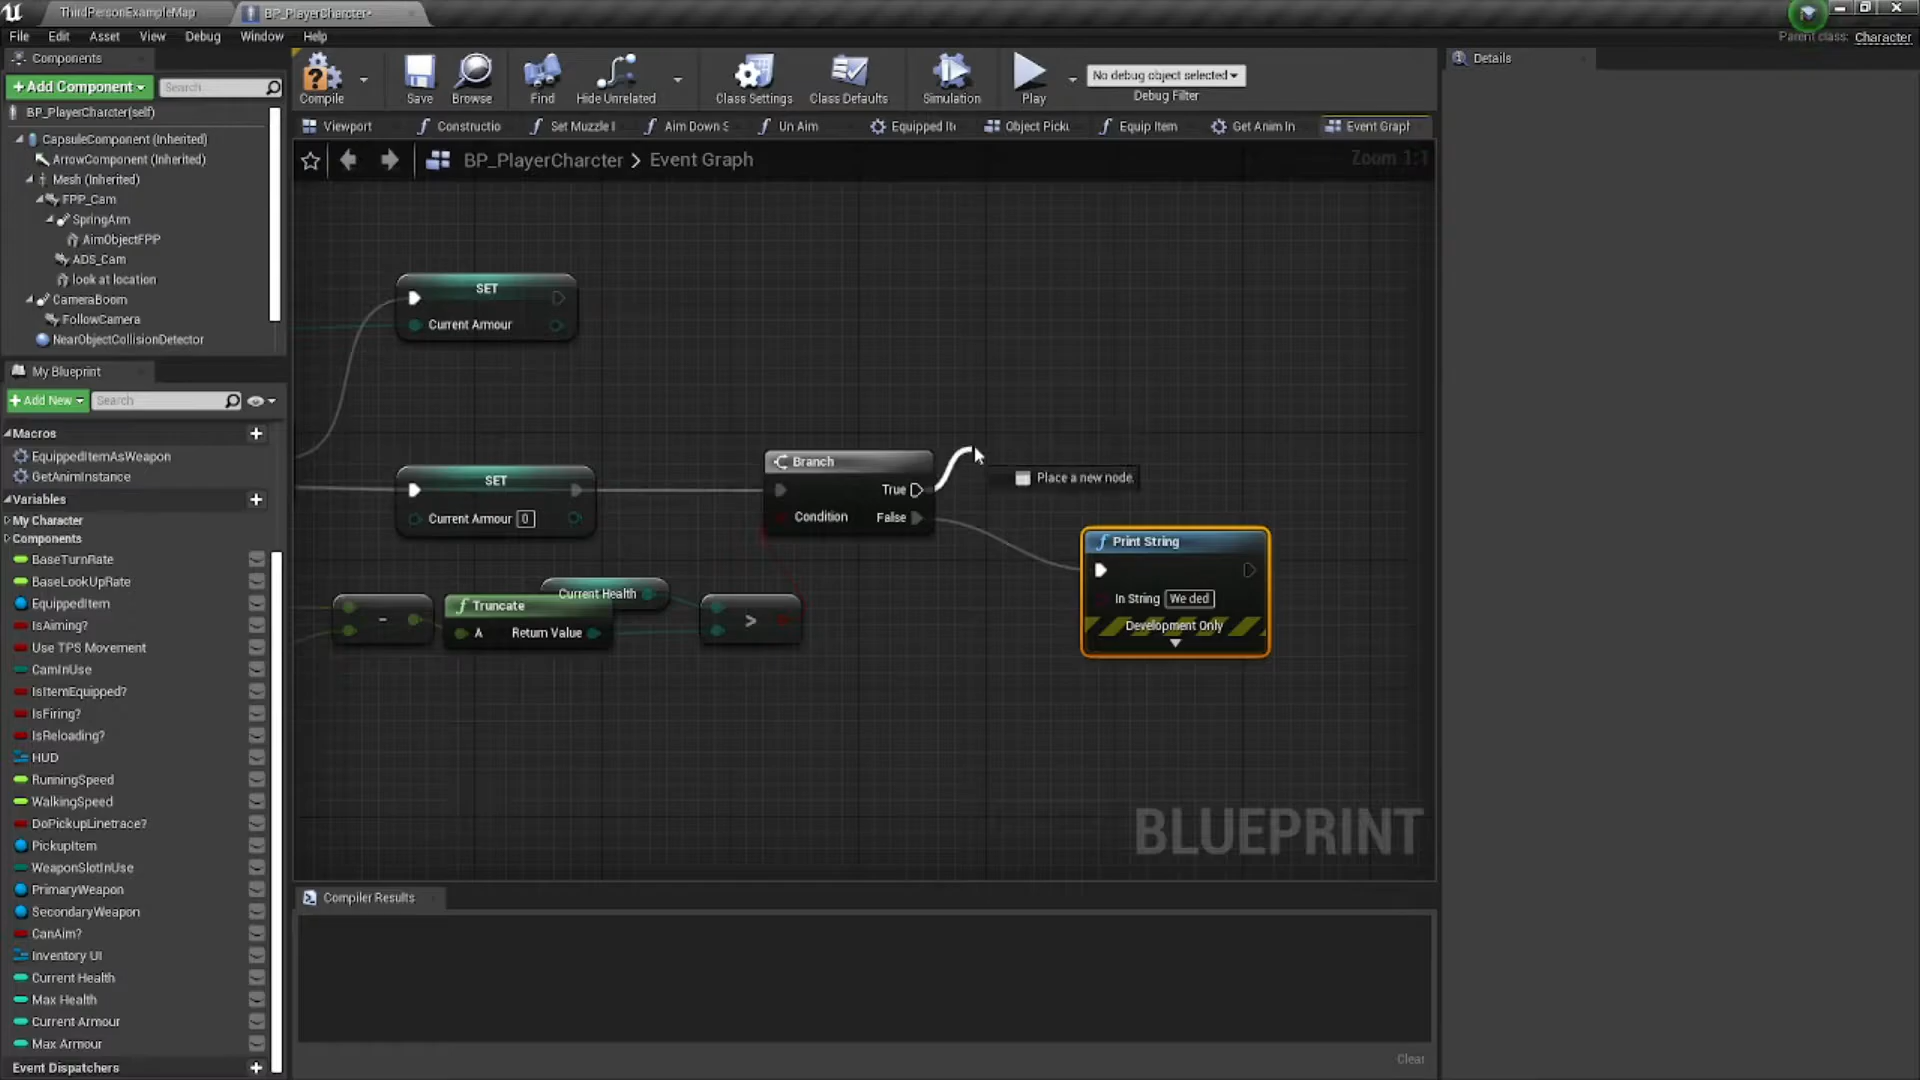 ThirdPersonExampleMap
BP_PlayerCharcter*
File Edit Asset View Debug Window Help
Parent class: Character
Components
+Add Component
Search
BP_PlayerCharcter(self)
CapsuleComponent (Inherited)
ArrowComponent (Inherited)
Mesh (Inherited)
FPP_Cam
SpringArm
AimObjectFPP
ADS_Cam
look at location
CameraBoom
FollowCamera
NearObjectCollisionDetector
Compile
Save
Browse
Find
Hide Unrelated
Class Settings
Class Defaults
Simulation
Play
No debug object selected
Debug Filter
Viewport
Constructio
Set Muzzle l
Aim Down S
Un Aim
Equipped Ite
Object Picku
Equip Item
Get Anim In
Event Graph
BP_PlayerCharcter > Event Graph
Zoom 1:1
Details
My Blueprint
+Add New
Search
Macros
EquippedItemAsWeapon
GetAnimInstance
Variables
My Character
Components
BaseTurnRate
BaseLookUpRate
EquippedItem
IsAiming?
Use TPS Movement
CamInUse
IsItemEquipped?
IsFiring?
IsReloading?
HUD
RunningSpeed
WalkingSpeed
DoPickupLinetrace?
PickupItem
WeaponSlotInUse
PrimaryWeapon
SecondaryWeapon
CanAim?
Inventory UI
Current Health
Max Health
Current Armour
Max Armour
Event Dispatchers
SET
Current Armour
SET
Current Armour 0
Branch
True
Condition
False
Place a new node.
Print String
In String We ded
Development Only
Current Health
-
Truncate
A
Return Value
>
BLUEPRINT
Compiler Results
Clear